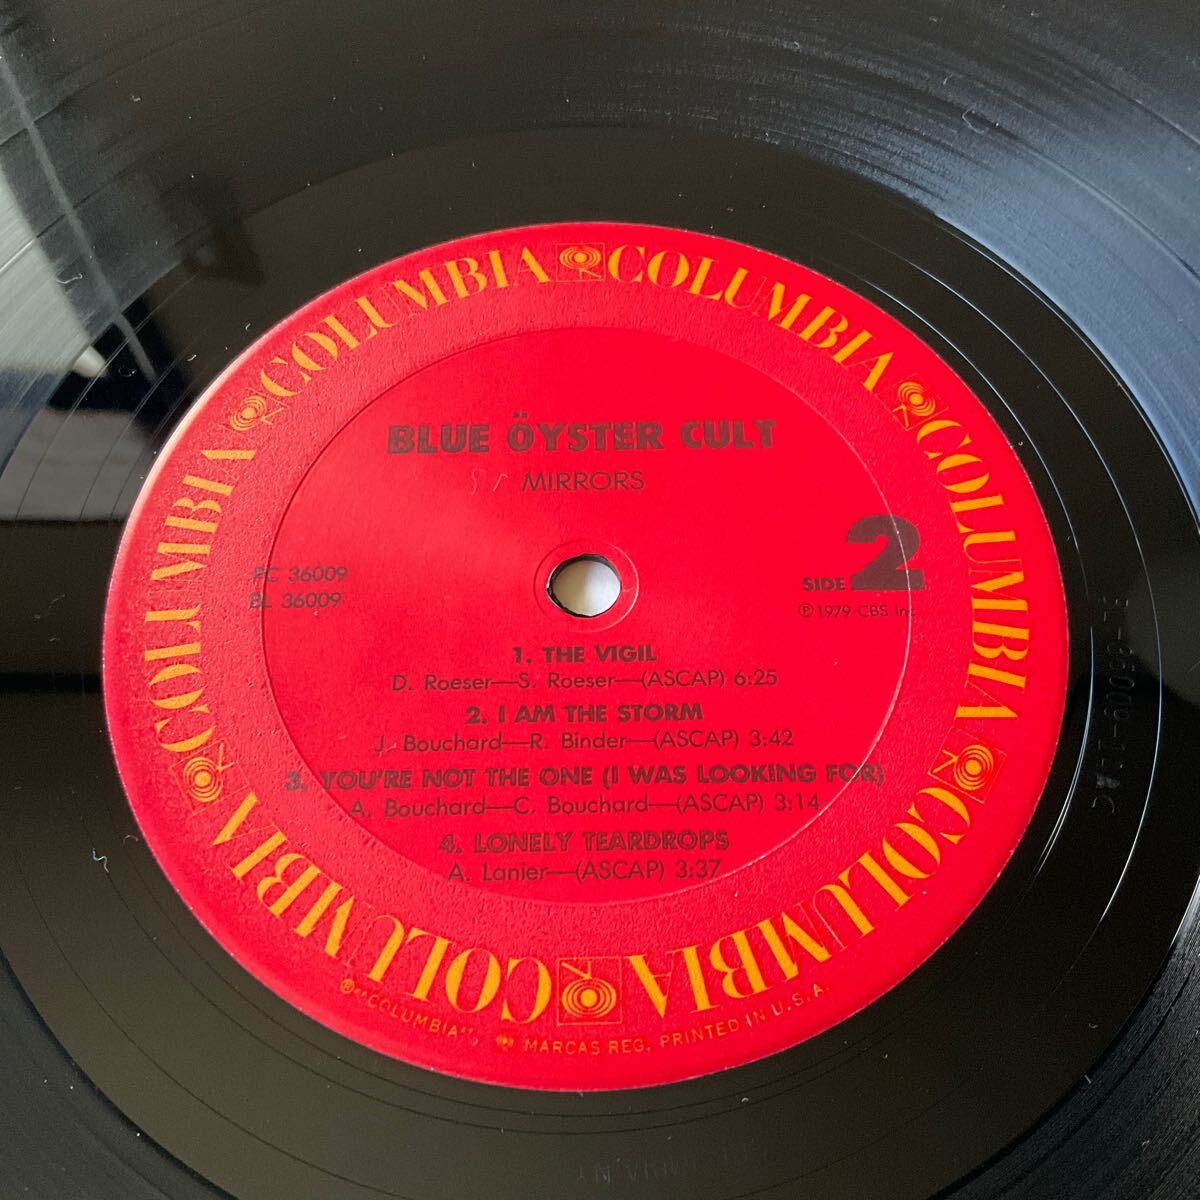 COLUMBIA COLUMBIA COLUMBIA COLUMBIA COLUMBIA COLUMBIA
BLUE ÖYSTER CULT
MIRRORS
PC 36009
BL 36009
SIDE 2
℗ 1979 CBS Inc.
1. THE VIGIL
D. Roeser—S. Roeser—(ASCAP) 6:25
2. I AM THE STORM
J. Bouchard—R. Binder—(ASCAP) 3:42
3. YOU'RE NOT THE ONE (I WAS LOOKING FOR)
A. Bouchard—C. Bouchard—(ASCAP) 3:14
4. LONELY TEARDROPS
A. Lanier—(ASCAP) 3:37
®"COLUMBIA", MARCAS REG. PRINTED IN U.S.A.